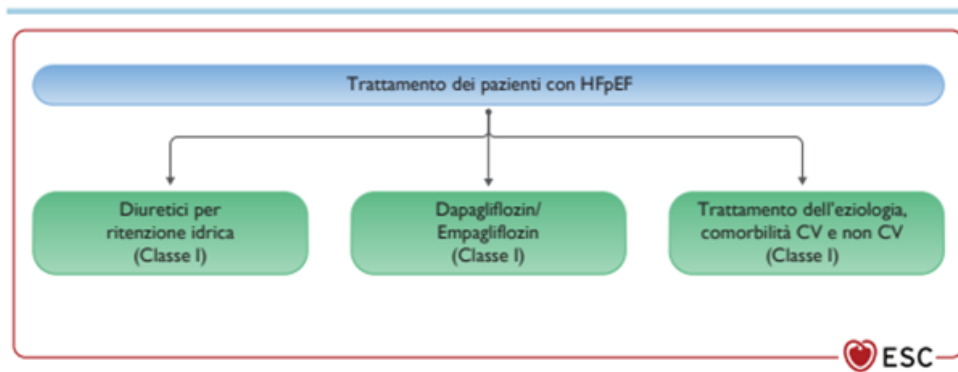 Trattamento dei pazienti con HFpEF
Diuretici per
ritenzione idrica
(Classe I)
Dapagliflozin/
Empagliflozin
(Classe I)
Trattamento dell'eziologia,
comorbilità CV e non CV
(Classe I)
ESC